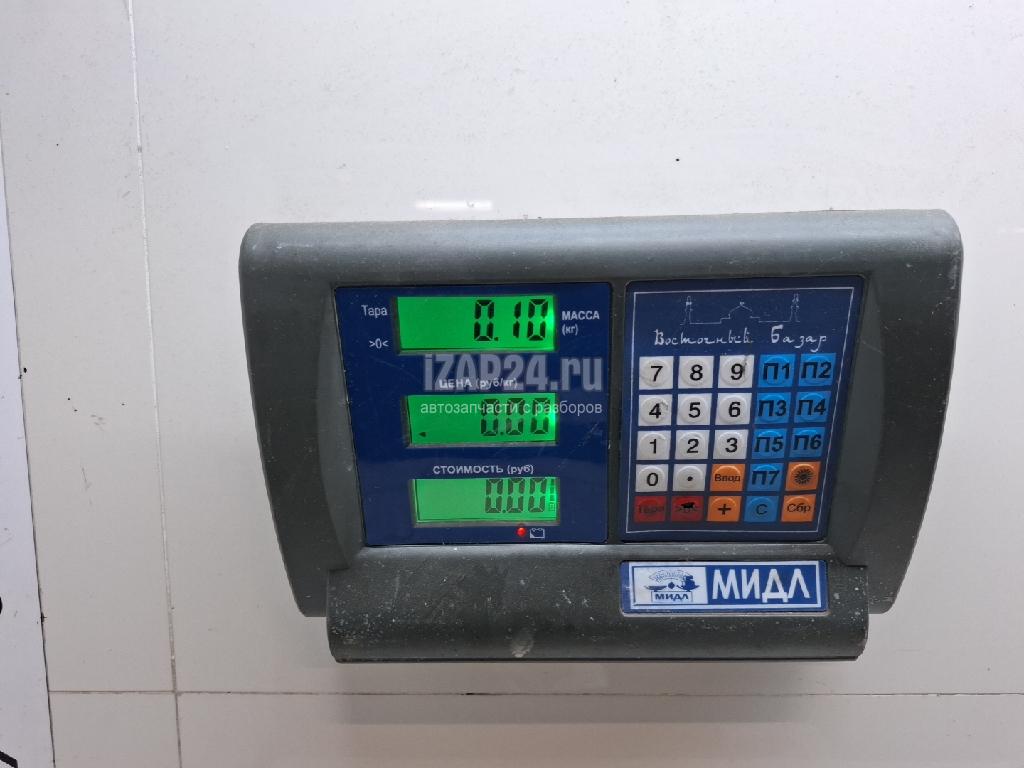 Тара
0.10
МАССА
(кг)
>0<
iZAP24.ru
ЦЕНА (руб/кг)
автозапчасти с разборов
0.00
СТОИМОСТЬ (руб)
0.00
Восточный Базар
7 8 9 П1 П2
4 5 6 П3 П4
1 2 3 П5 П6
0 . Ввод П7
Тара + С Сбр
МИДЛ
МИДЛ